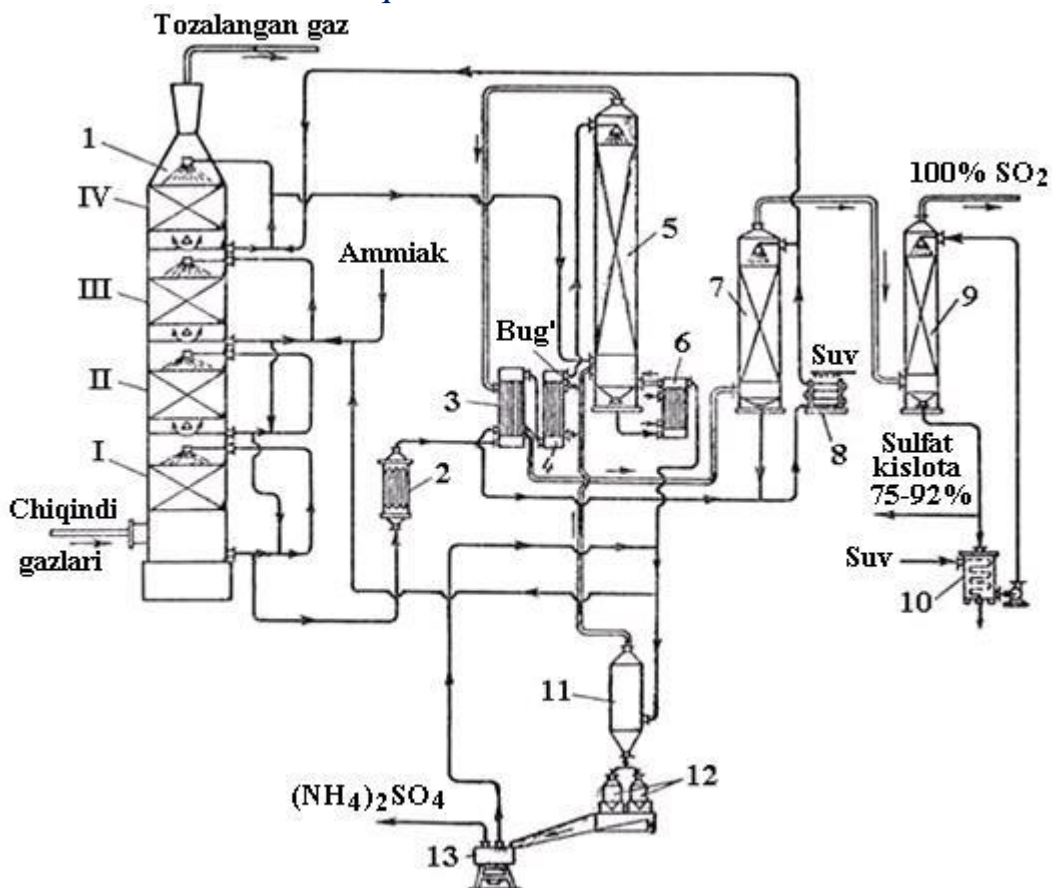 Tozalangan gaz
1
IV
III
II
I
Chiqindi
gazlari
Ammiak
2
3
Bug'
4
5
6
7
Suv
8
100% SO2
9
Sulfat
kislota
75-92%
Suv
10
11
12
(NH4)2SO4
13